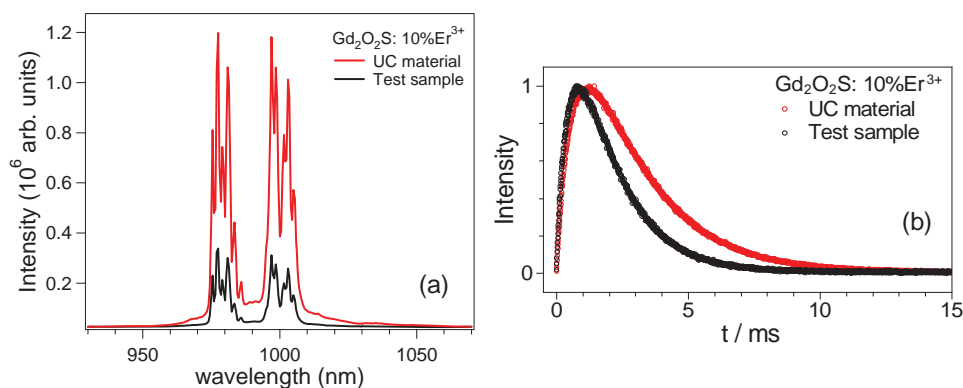 1.2
1.0
0.8
0.6
0.4
0.2
Intensity (10⁶ arb. units)
Gd₂O₂S: 10%Er³⁺
UC material
Test sample
(a)
950
1000
1050
wavelength (nm)
1
0
Intensity
Gd₂O₂S: 10%Er³⁺
UC material
Test sample
(b)
0
5
10
15
t / ms